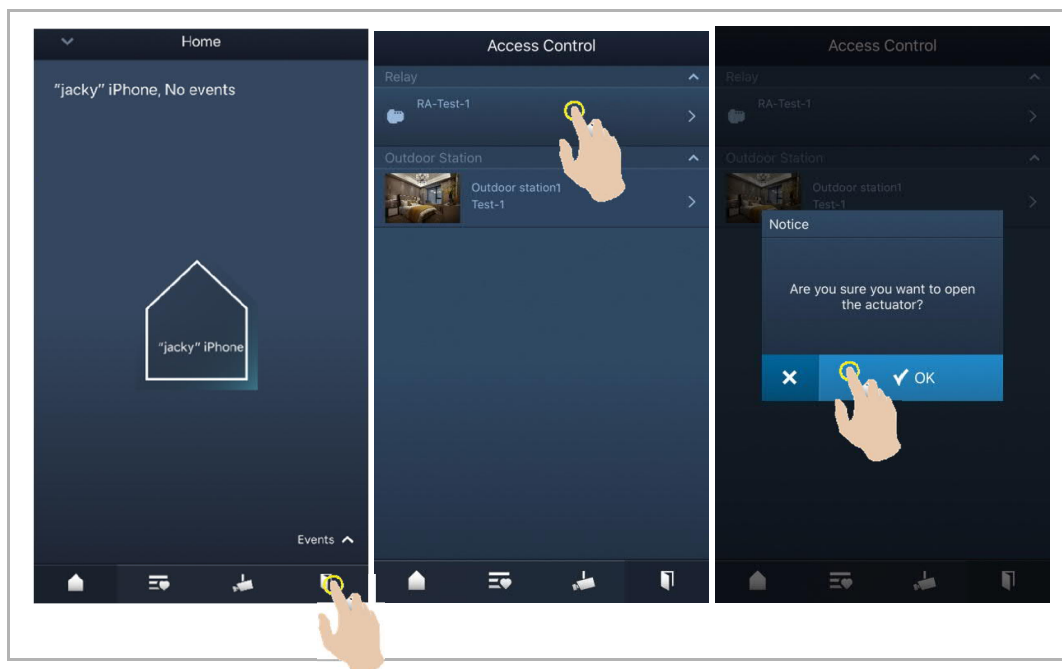 Home
"jacky" iPhone, No events
"jacky" iPhone
Events
Access Control
Relay
RA-Test-1
Outdoor Station
Outdoor station1
Test-1
Access Control
Relay
RA-Test-1
Outdoor Station
Outdoor station1
Test-1
Notice
Are you sure you want to open
the actuator?
OK